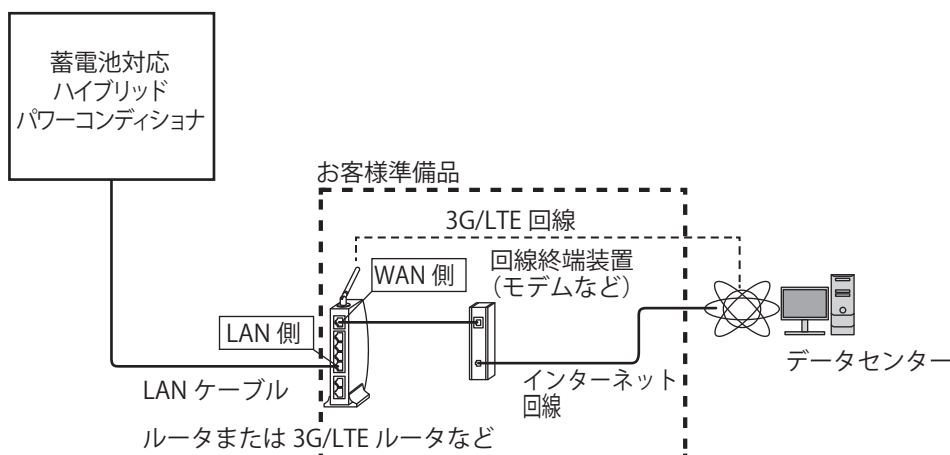 蓄電池対応
ハイブリッド
パワーコンディショナ
お客様準備品
3G/LTE 回線
WAN 側
回線終端装置
（モデムなど）
LAN 側
データセンター
LAN ケーブル
インターネット
回線
ルータまたは 3G/LTE ルータなど